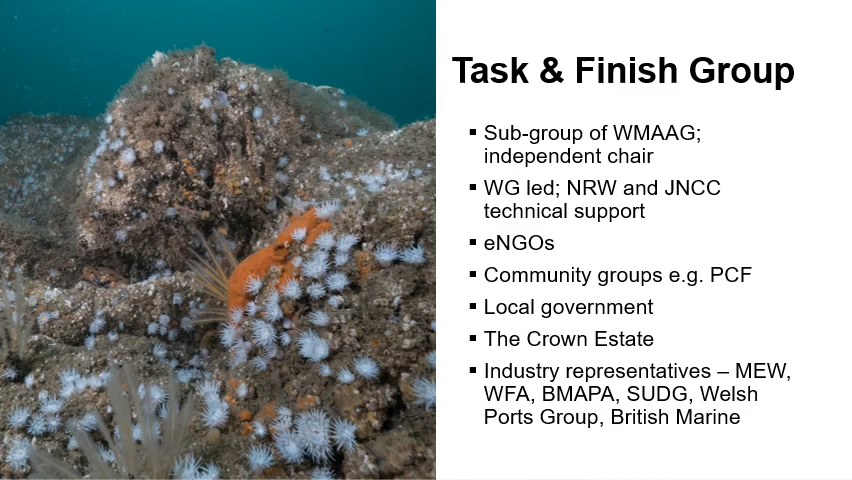 Task & Finish Group
▪ Sub-group of WMAAG;
independent chair
▪ WG led; NRW and JNCC
technical support
▪ eNGOs
▪ Community groups e.g. PCF
▪ Local government
▪ The Crown Estate
▪ Industry representatives – MEW,
WFA, BMAPA, SUDG, Welsh
Ports Group, British Marine